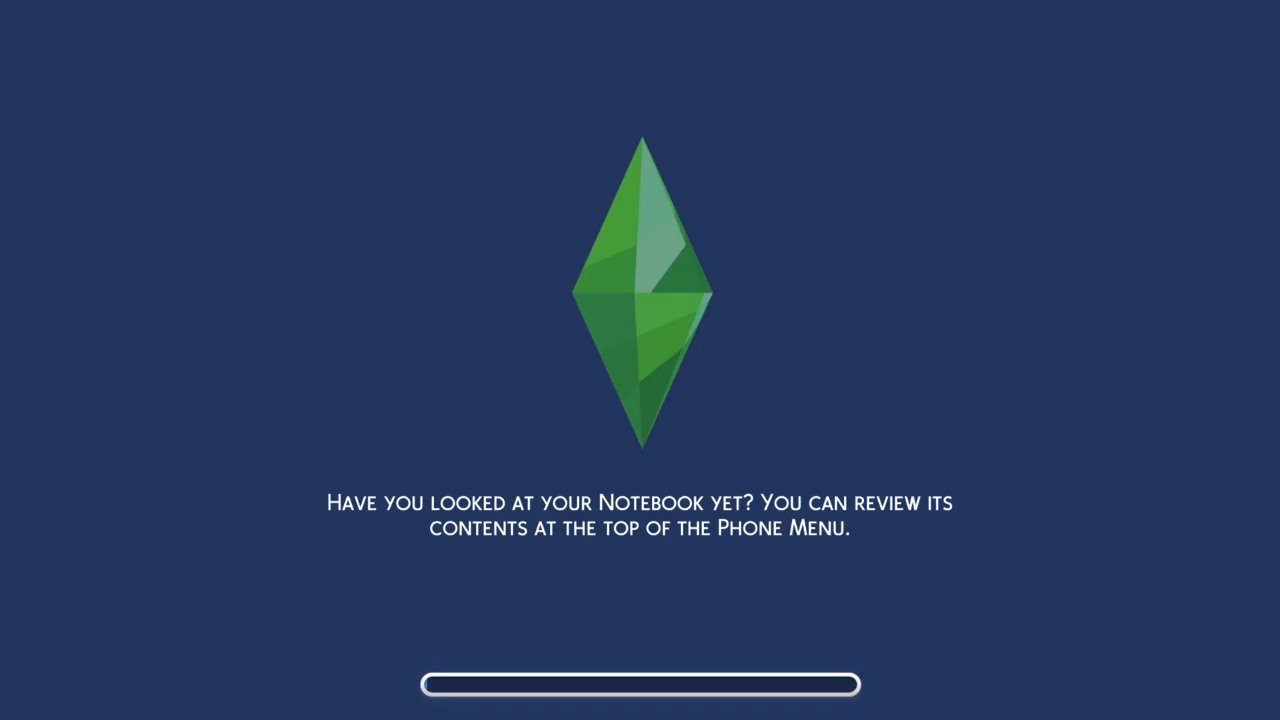 Have you looked at your Notebook yet? You can review its
contents at the top of the Phone Menu.